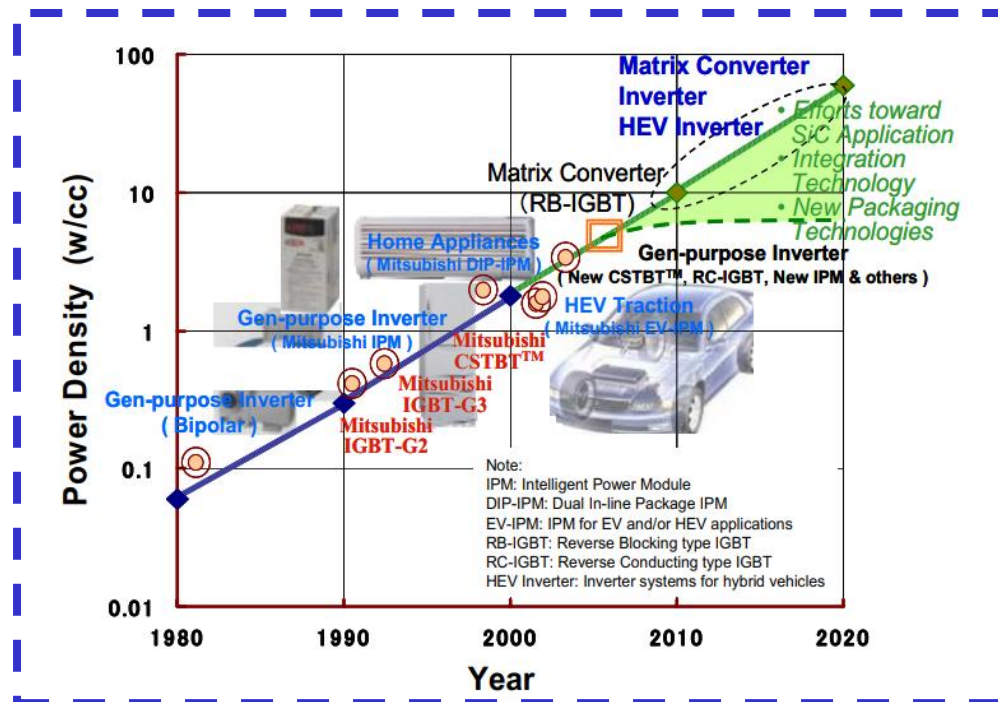 100
10
1
0.1
0.01
Power Density (w/cc)
1980
1990
2000
2010
2020
Year
Matrix Converter
Inverter
HEV Inverter
• Efforts toward
SiC Application
• Integration
Technology
• New Packaging
Technologies
Matrix Converter
(RB-IGBT)
Home Appliances
( Mitsubishi DIP-IPM )
Gen-purpose Inverter
( New CSTBT™, RC-IGBT, New IPM & others )
HEV Traction
( Mitsubishi EV-IPM )
Gen-purpose Inverter
( Mitsubishi IPM )
Mitsubishi
CSTBT™
Gen-purpose Inverter
( Bipolar )
Mitsubishi
IGBT-G3
Mitsubishi
IGBT-G2
Note:
IPM: Intelligent Power Module
DIP-IPM: Dual In-line Package IPM
EV-IPM: IPM for EV and/or HEV applications
RB-IGBT: Reverse Blocking type IGBT
RC-IGBT: Reverse Conducting type IGBT
HEV Inverter: Inverter systems for hybrid vehicles